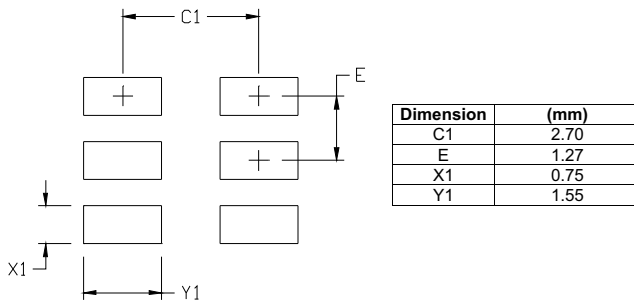 C1
E
X1
Y1
Dimension (mm)
C1 2.70
E 1.27
X1 0.75
Y1 1.55